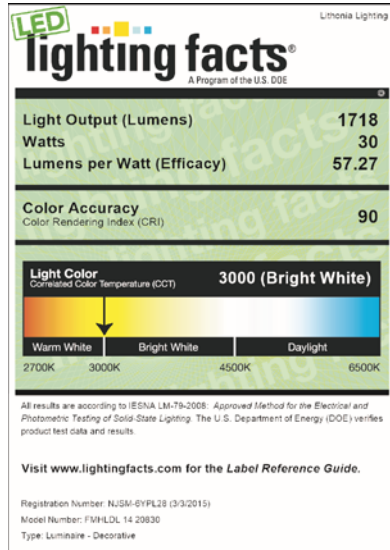 LED
Lithonia Lighting
lighting facts®
A Program of the U.S. DOE
Light Output (Lumens) 1718
Watts 30
Lumens per Watt (Efficacy) 57.27
Color Accuracy
Color Rendering Index (CRI) 90
Light Color
Correlated Color Temperature (CCT) 3000 (Bright White)
Warm White Bright White Daylight
2700K 3000K 4500K 6500K
All results are according to IESNA LM-79-2008: Approved Method for the Electrical and
Photometric Testing of Solid-State Lighting. The U.S. Department of Energy (DOE) verifies
product test data and results.
Visit www.lightingfacts.com for the Label Reference Guide.
Registration Number: NJSM-6YPL28 (3/3/2015)
Model Number: FMHLDL 14 20830
Type: Luminaire - Decorative